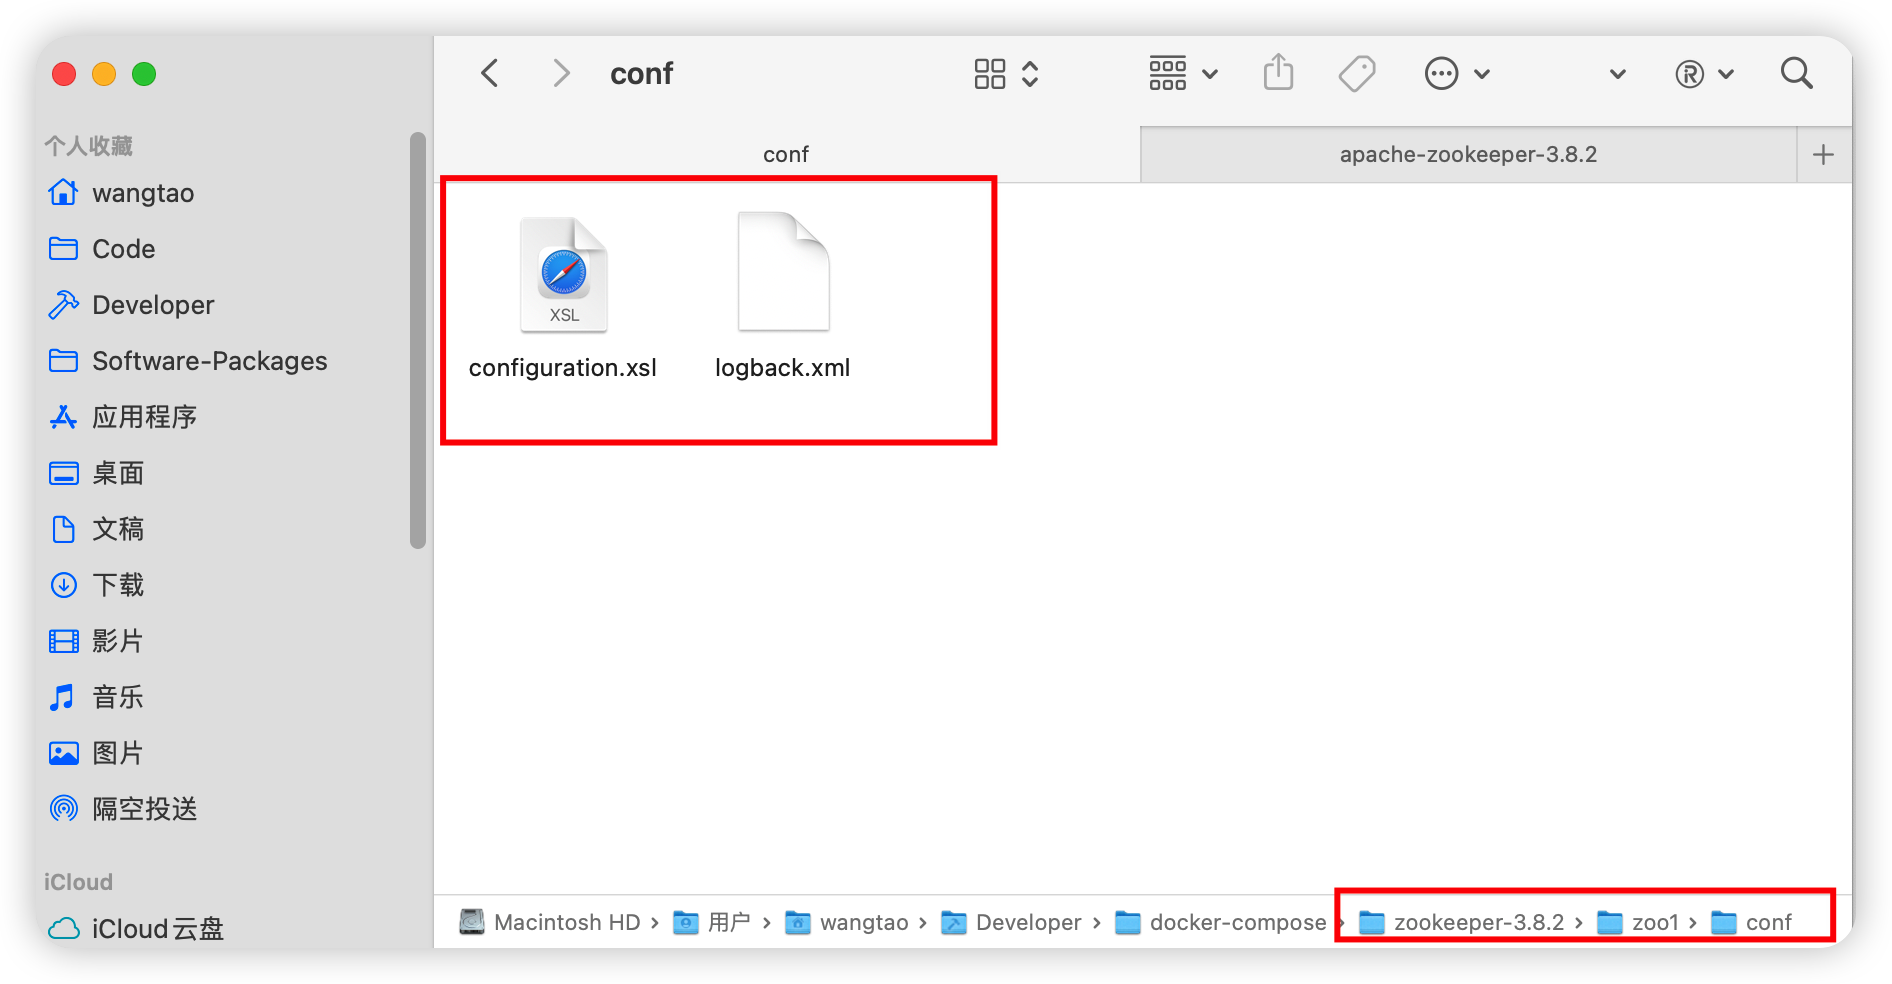 conf
个人收藏
wangtao
Code
Developer
Software-Packages
应用程序
桌面
文稿
下载
影片
音乐
图片
隔空投送
iCloud
iCloud云盘
conf
apache-zookeeper-3.8.2
XSL
configuration.xsl
logback.xml
Macintosh HD › 用户 › wangtao › Developer › docker-compose › zookeeper-3.8.2 › zoo1 › conf